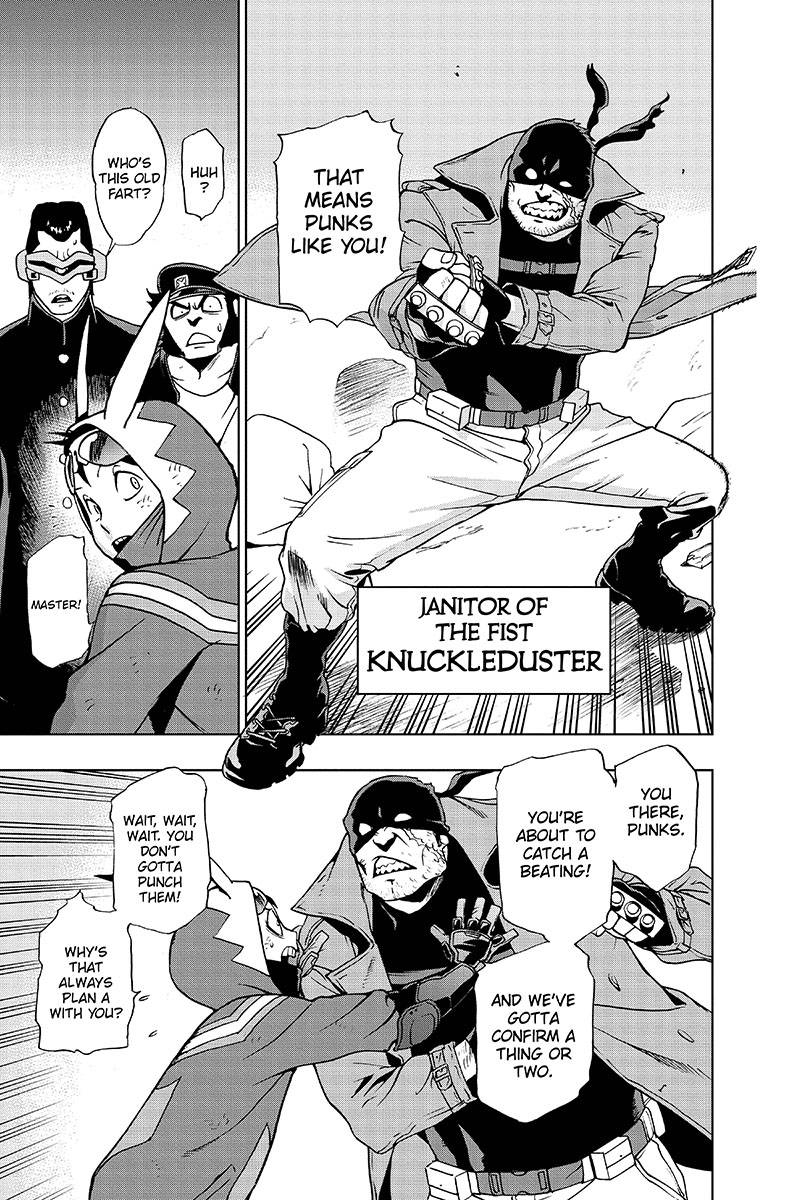 THAT
MEANS
PUNKS
LIKE YOU!
JANITOR OF
THE FIST
KNUCKLEDUSTER
HUH
?
WHO'S
THIS OLD
FART?
MASTER!
YOU
THERE,
PUNKS.
YOU'RE
ABOUT TO
CATCH A
BEATING!
AND WE'VE
GOTTA
CONFIRM A
THING OR
TWO.
WAIT, WAIT,
WAIT. YOU
DON'T
GOTTA
PUNCH
THEM!
WHY'S
THAT
ALWAYS
PLAN A
WITH YOU?